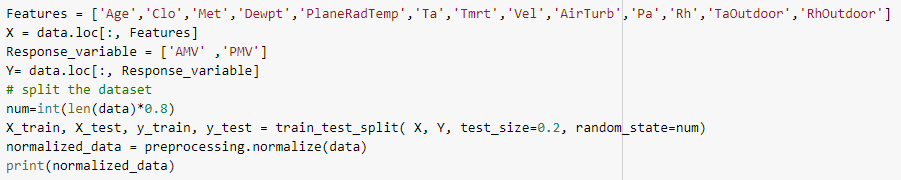 Features = ['Age','Clo','Met','Dewpt','PlaneRadTemp','Ta','Tmrt','Vel','AirTurb','Pa','Rh','TaOutdoor','RhOutdoor']
X = data.loc[:, Features]
Response_variable = ['AMV' ,'PMV']
Y= data.loc[:, Response_variable]
# split the dataset
num=int(len(data)*0.8)
X_train, X_test, y_train, y_test = train_test_split( X, Y, test_size=0.2, random_state=num)
normalized_data = preprocessing.normalize(data)
print(normalized_data)